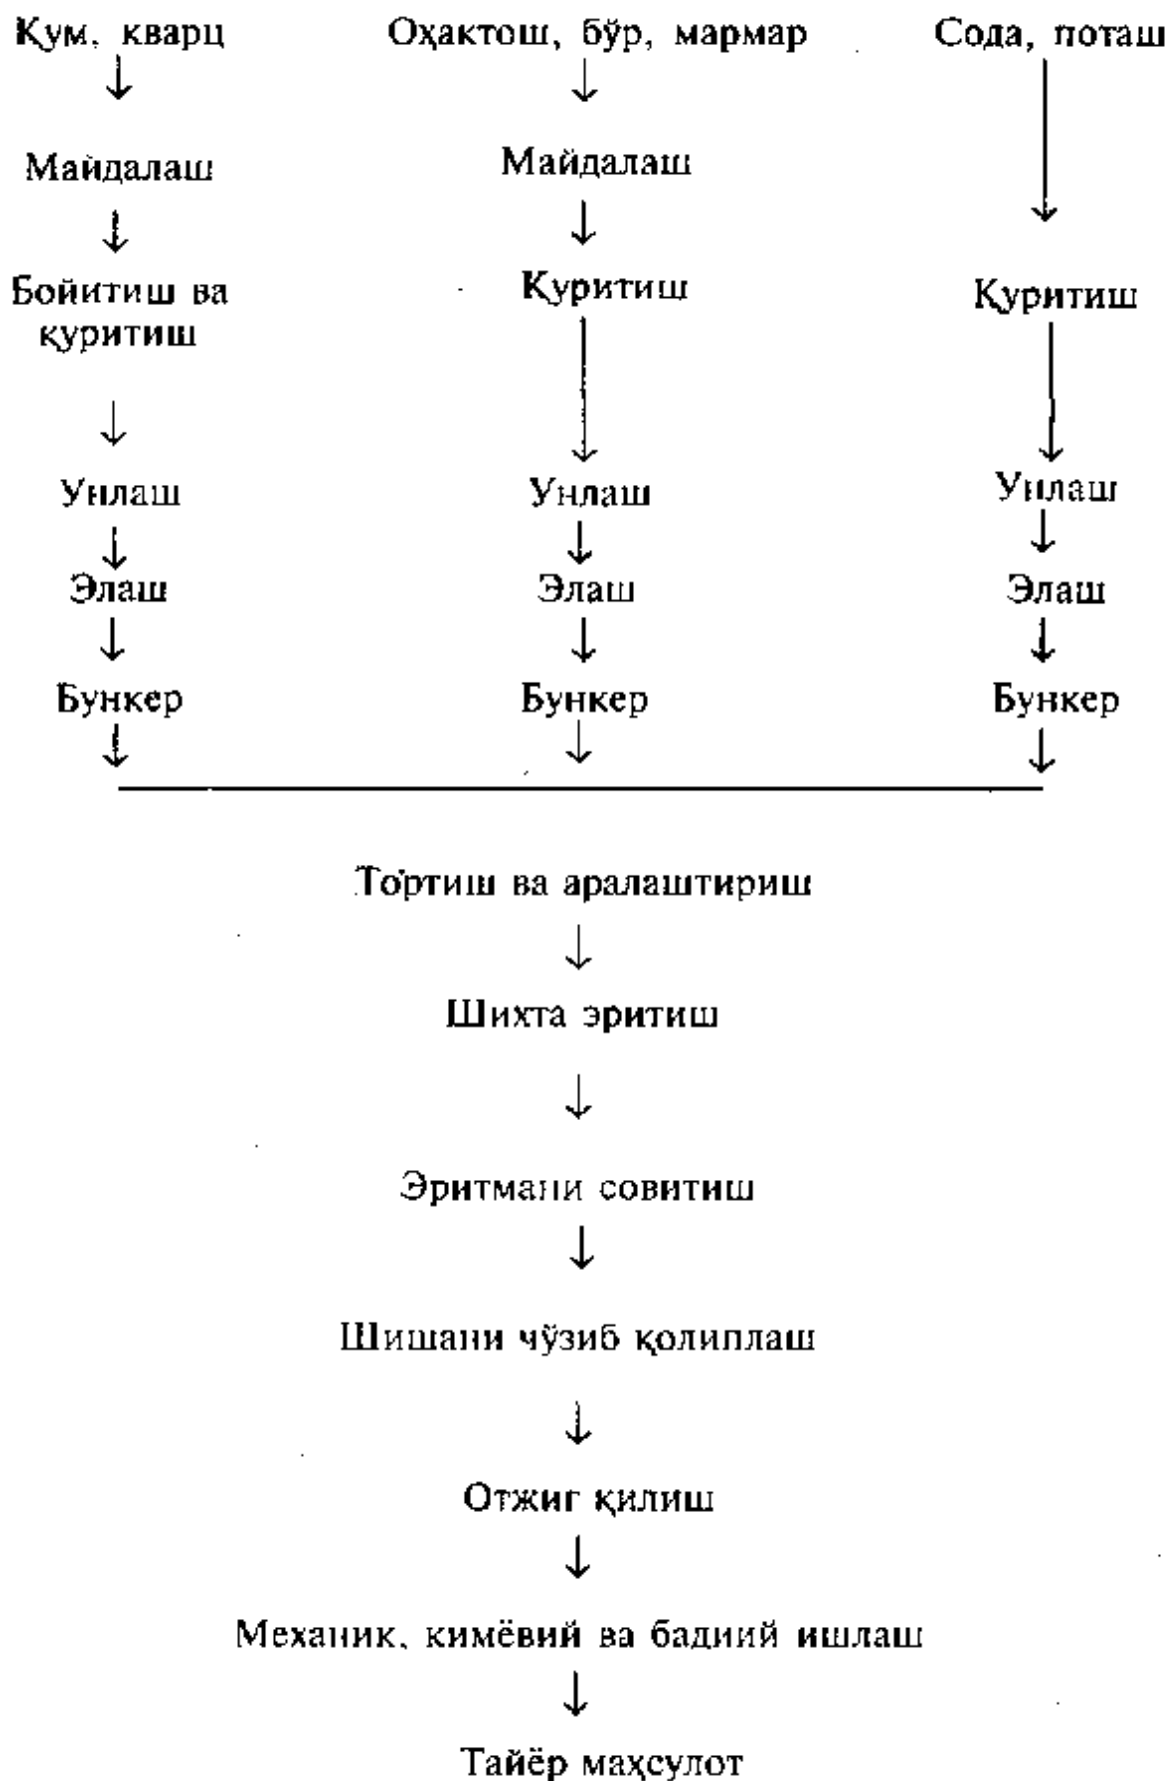 Қум, кварц
Оҳактош, бўр, мармар
Сода, поташ
Майдалаш
Майдалаш
Бойитиш ва
қуритиш
Қуритиш
Қуритиш
Унлаш
Унлаш
Унлаш
Элаш
Элаш
Элаш
Бункер
Бункер
Бункер
Тортиш ва аралаштириш
Шихта эритиш
Эритмани совитиш
Шишани чўзиб қолиплаш
Отжиг қилиш
Механик, кимёвий ва бадиий ишлаш
Тайёр маҳсулот